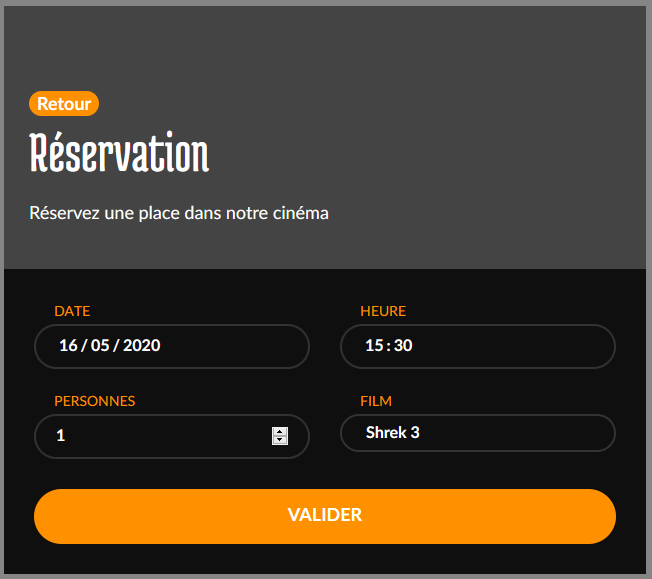 Retour
Réservation
Réservez une place dans notre cinéma
DATE
HEURE
16 / 05 / 2020
15 : 30
PERSONNES
FILM
1
Shrek 3
VALIDER